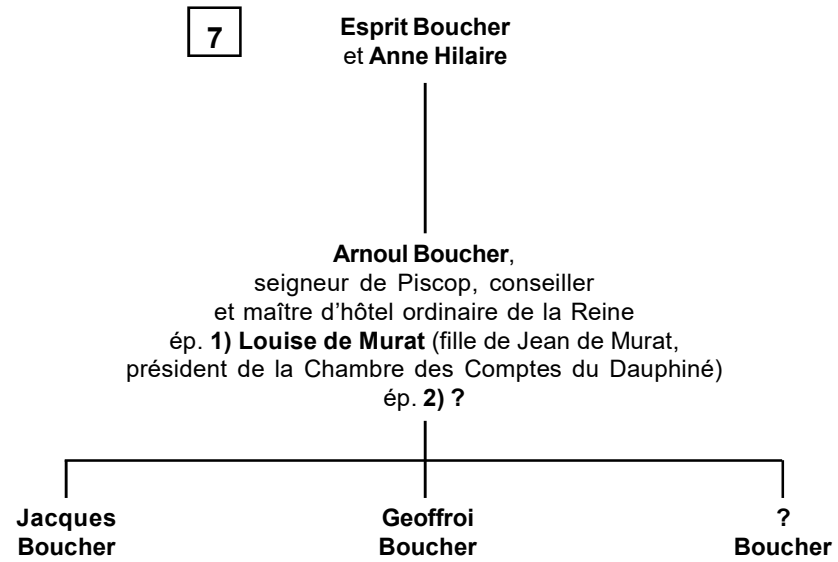 7
Esprit Boucher
et Anne Hilaire
Arnoul Boucher,
seigneur de Piscop, conseiller
et maître d'hôtel ordinaire de la Reine
ép. 1) Louise de Murat (fille de Jean de Murat,
président de la Chambre des Comptes du Dauphiné)
ép. 2) ?
Jacques
Boucher
Geoffroi
Boucher
?
Boucher